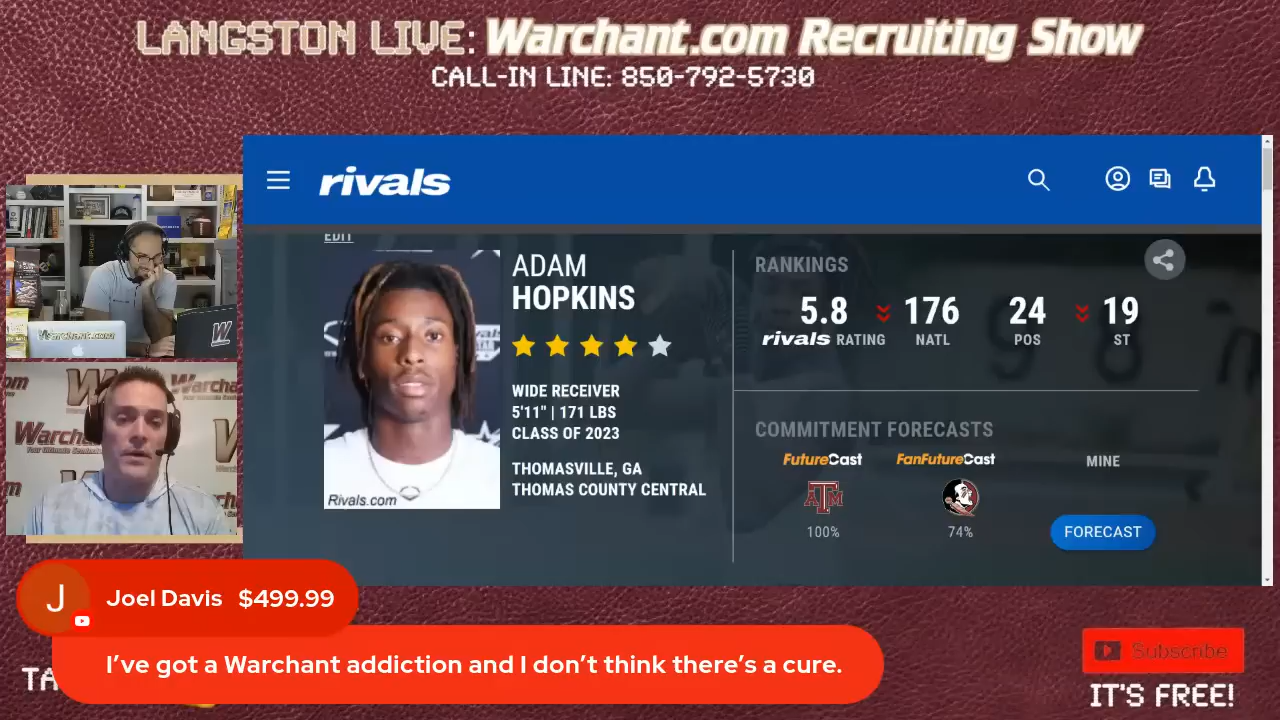 LANGSTON LIVE: Warchant.com Recruiting Show
CALL-IN LINE: 850-792-5730
rivals
EDIT
ADAM
HOPKINS
WIDE RECEIVER
5'11" | 171 LBS
CLASS OF 2023
THOMASVILLE, GA
THOMAS COUNTY CENTRAL
Rivals.com
RANKINGS
5.8 176 24 19
rivals RATING NATL POS ST
COMMITMENT FORECASTS
FutureCast FanFutureCast MINE
ATM
100% 74% FORECAST
W
Warchant
J Joel Davis $499.99
I've got a Warchant addiction and I don't think there's a cure.
TA
Subscribe
IT'S FREE!